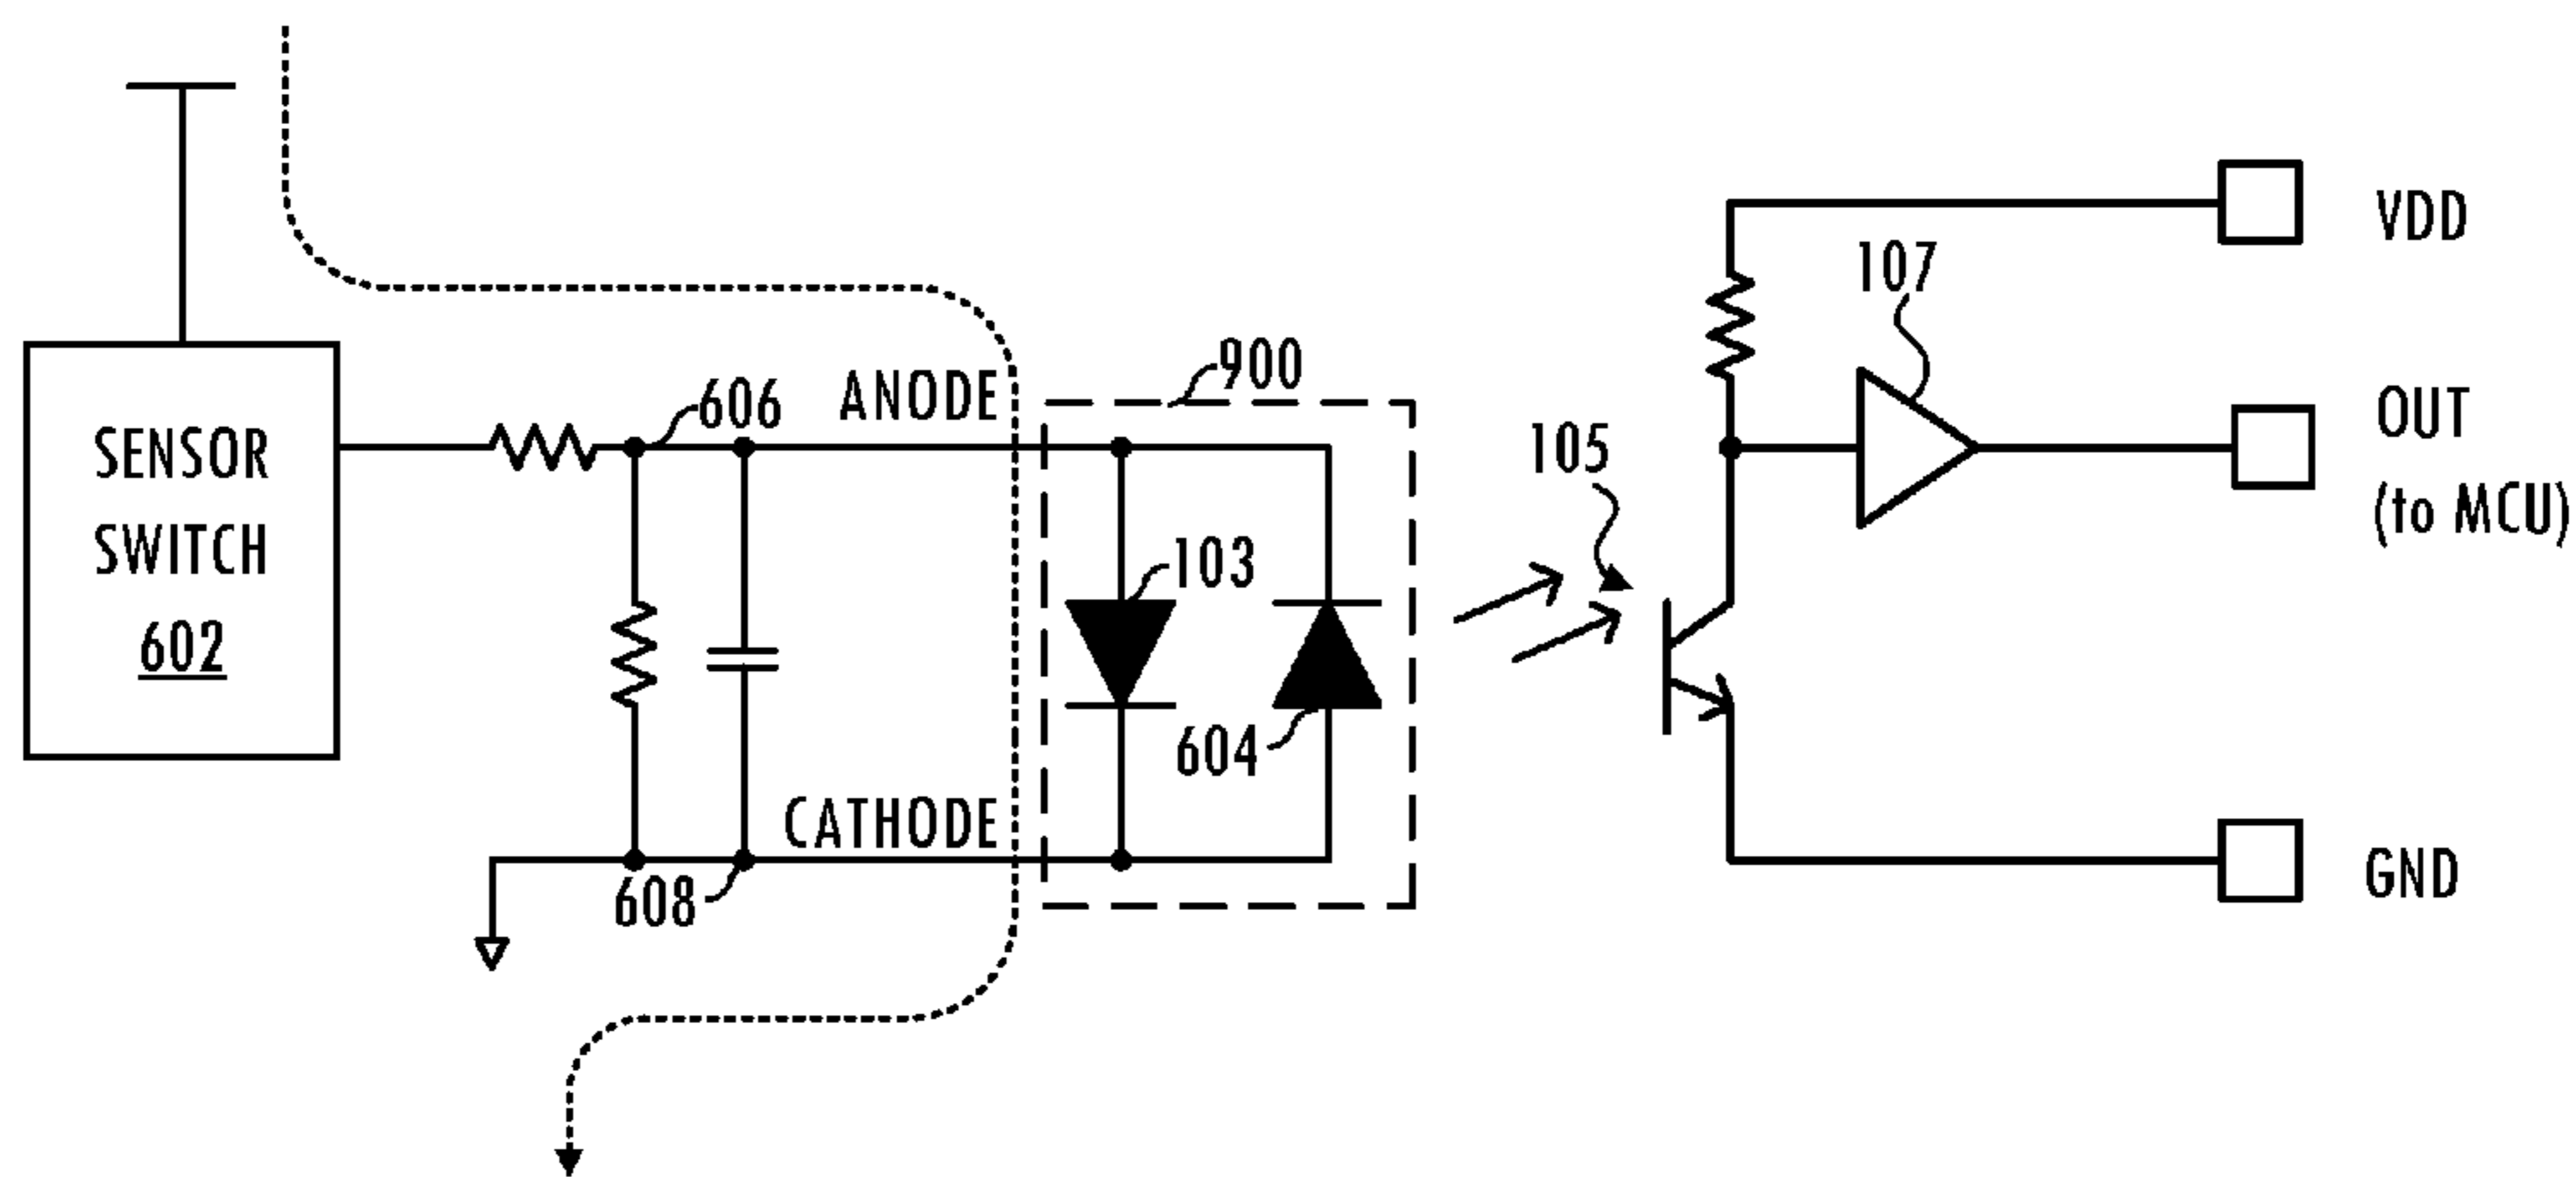 SENSOR
SWITCH
602
606
ANODE
900
103
604
CATHODE
608
105
107
VDD
OUT
(to MCU)
GND